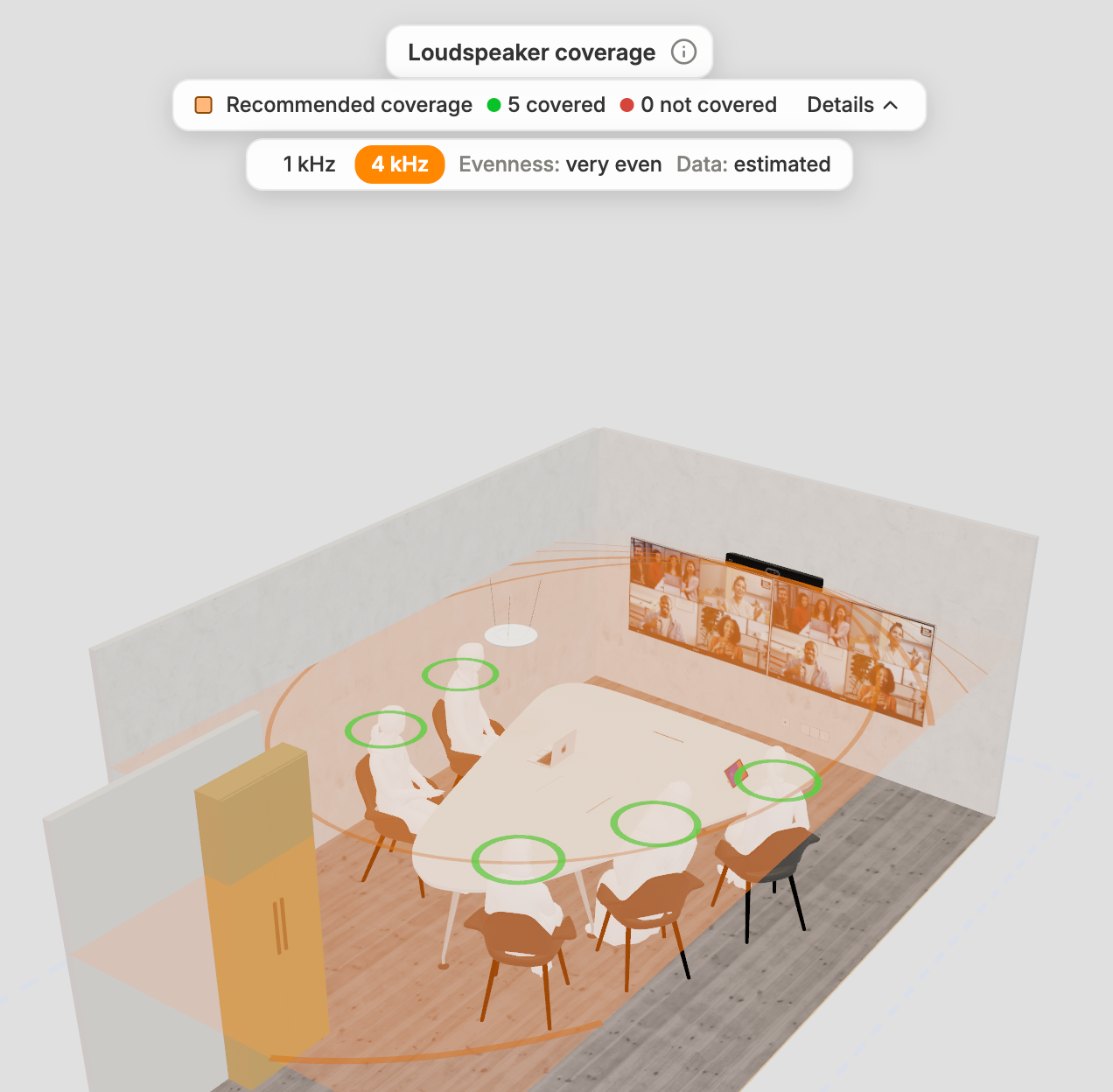 Loudspeaker coverage
Recommended coverage 5 covered 0 not covered Details
1 kHz 4 kHz Evenness: very even Data: estimated